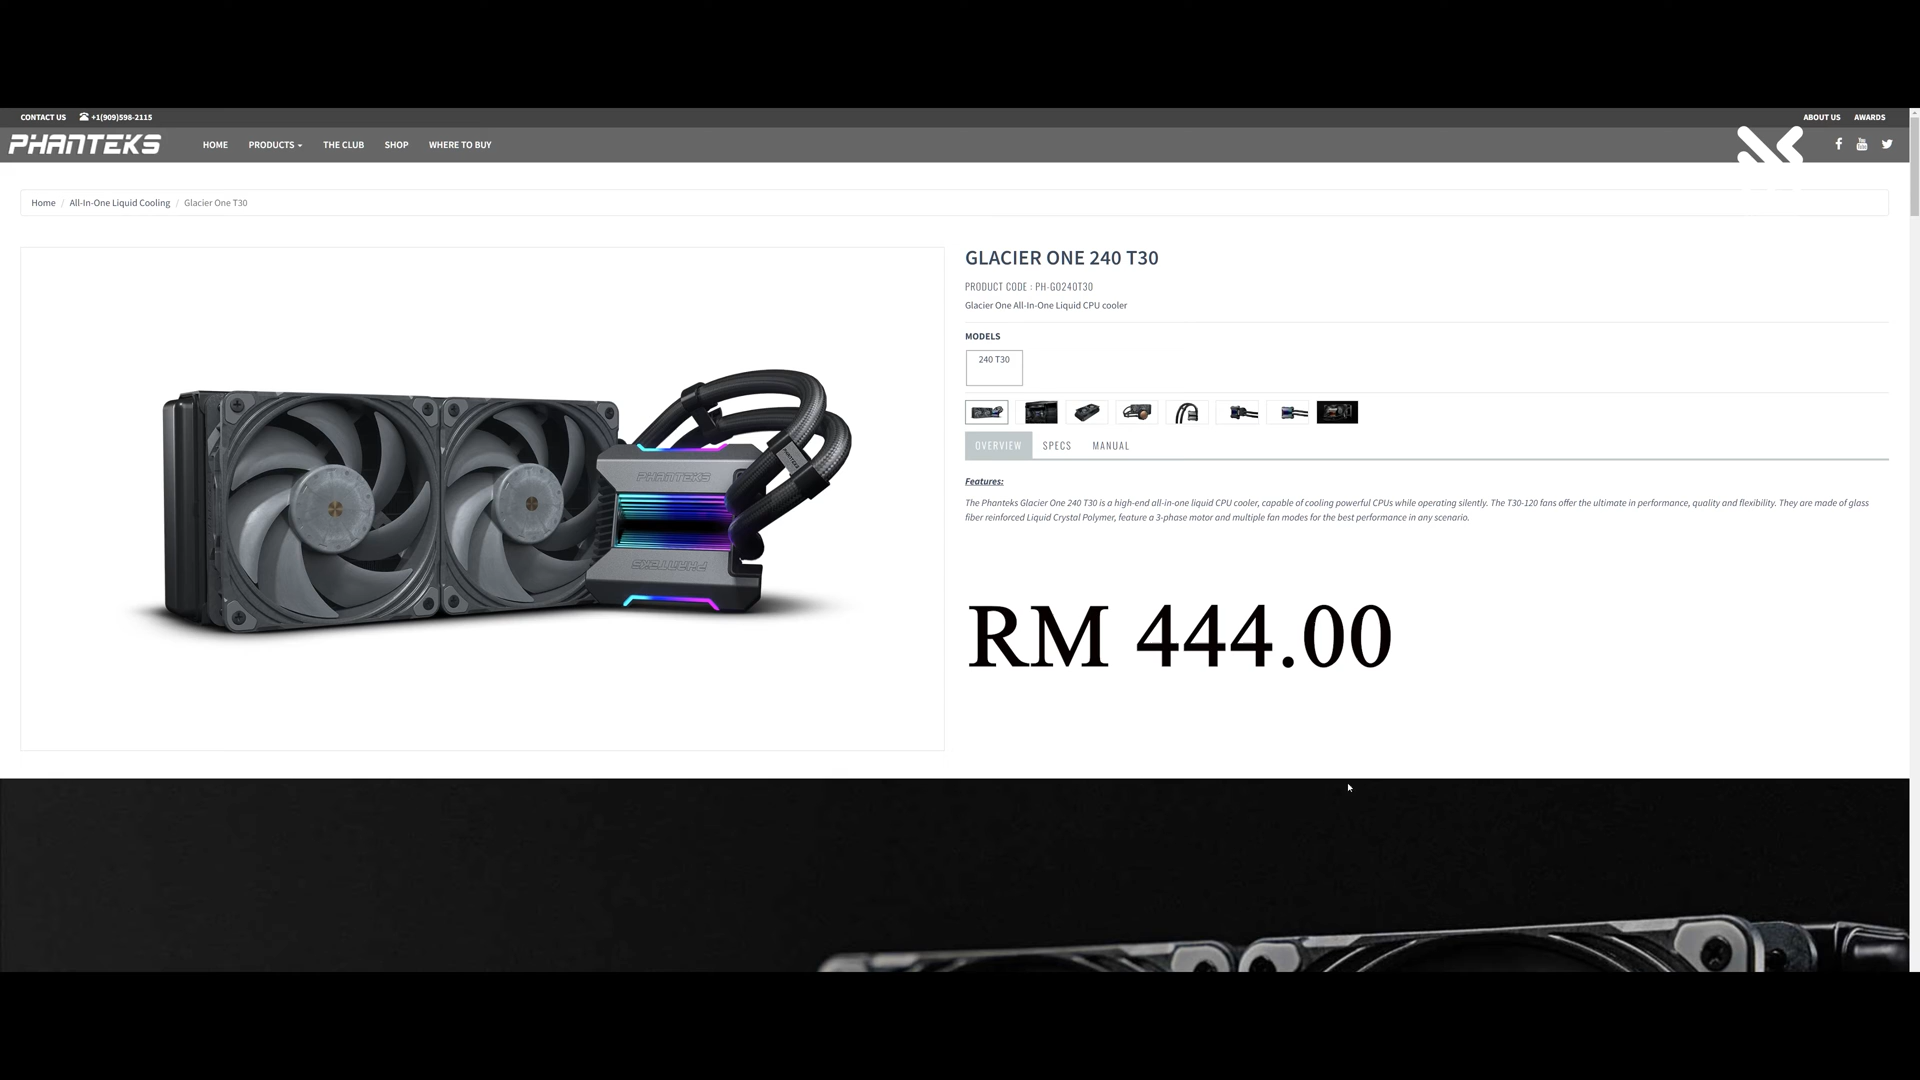 CONTACT US +1(909)598-2115 ABOUT US AWARDS
PHANTEKS HOME PRODUCTS THE CLUB SHOP WHERE TO BUY
Home / All-In-One Liquid Cooling / Glacier One T30
GLACIER ONE 240 T30
PRODUCT CODE : PH-GO240T30
Glacier One All-In-One Liquid CPU cooler
MODELS
240 T30
OVERVIEW SPECS MANUAL
Features:
The Phanteks Glacier One 240 T30 is a high-end all-in-one liquid CPU cooler, capable of cooling powerful CPUs while operating silently. The T30-120 fans offer the ultimate in performance, quality and flexibility. They are made of glass
fiber reinforced Liquid Crystal Polymer, feature a 3-phase motor and multiple fan modes for the best performance in any scenario.
PHANTEKS
PHANTEKS
PHANTEKS
RM 444.00